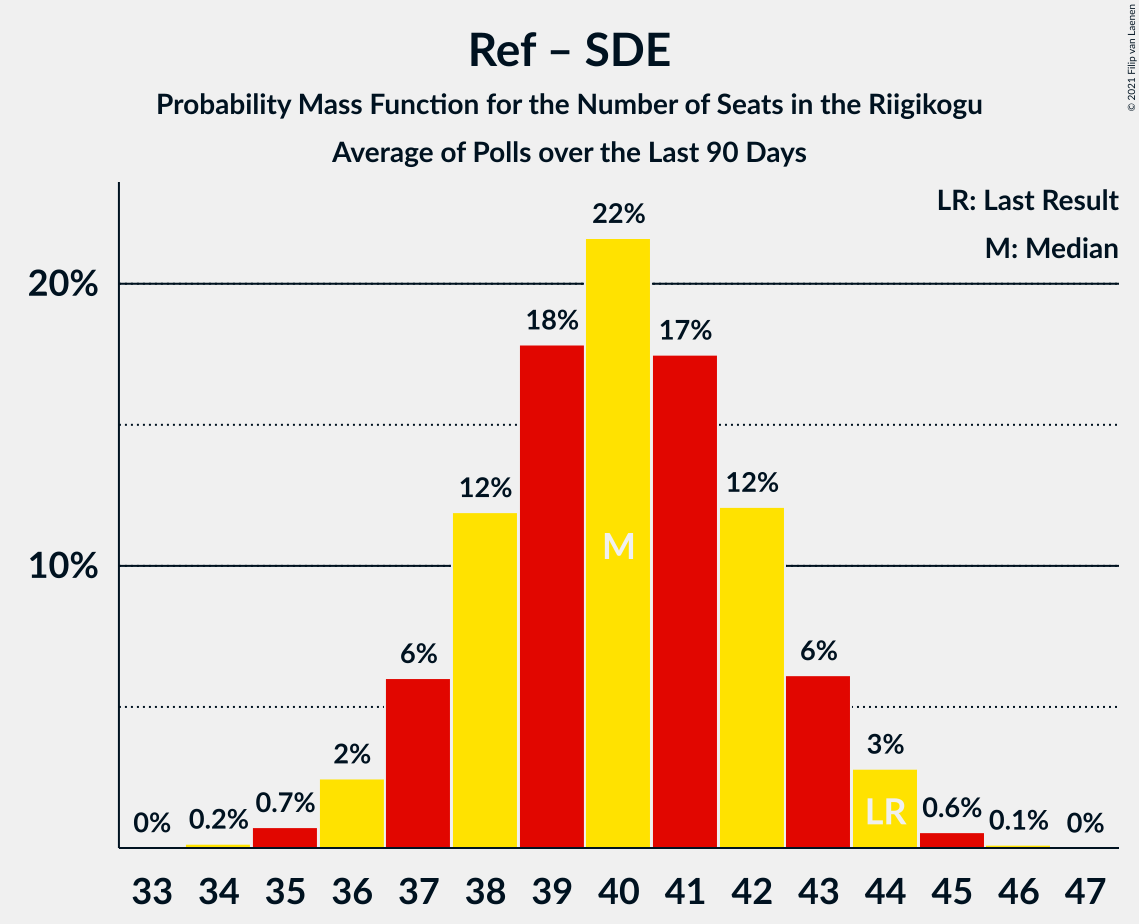 Ref – SDE
Probability Mass Function for the Number of Seats in the Riigikogu
Average of Polls over the Last 90 Days
© 2021 Filip van Laenen
LR: Last Result
M: Median
20%
10%
0% 0.2% 0.7% 2% 6% 12% 18% 22% 17% 12% 6% 3% 0.6% 0.1% 0%
M
LR
33 34 35 36 37 38 39 40 41 42 43 44 45 46 47